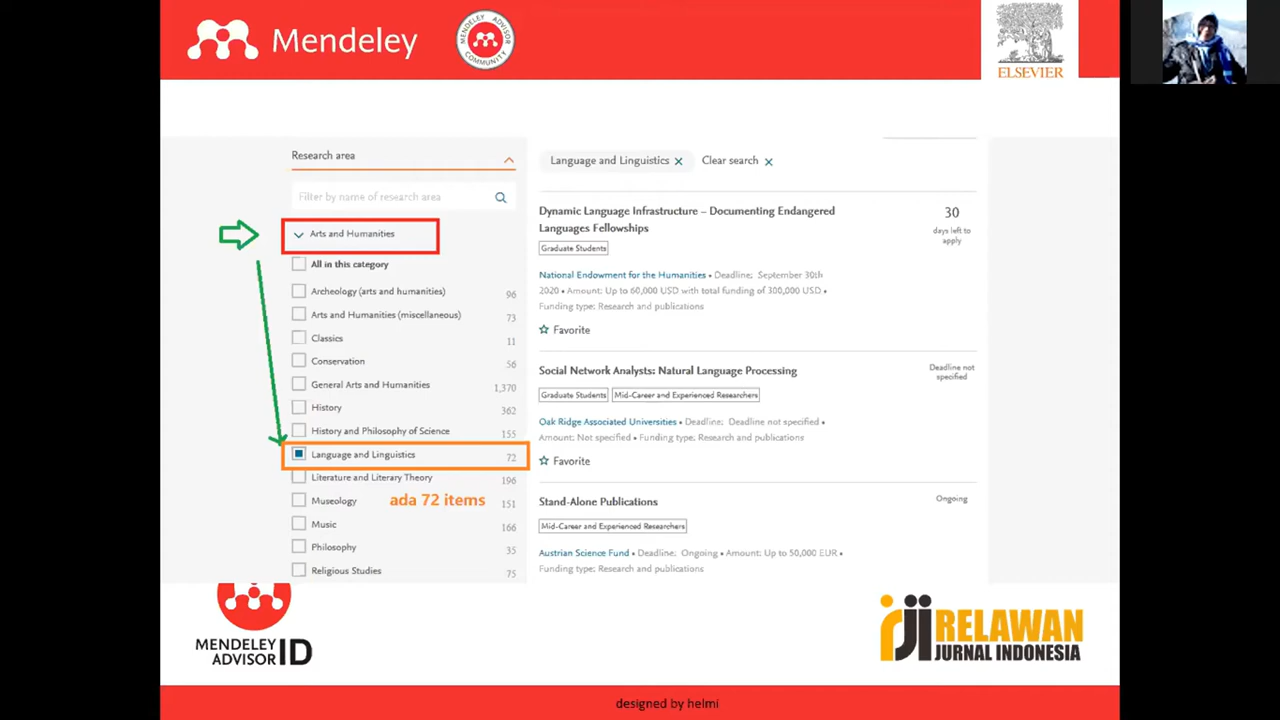 Mendeley
MENDELEY ADVISOR COMMUNITY
ELSEVIER
Research area
Filter by name of research area
Arts and Humanities
All in this category
Archeology (arts and humanities) 96
Arts and Humanities (miscellaneous) 73
Classics 11
Conservation 56
General Arts and Humanities 1,370
History 362
History and Philosophy of Science 155
Language and Linguistics 72
Literature and Literary Theory 196
Museology 151
ada 72 items
Music 166
Philosophy 35
Religious Studies 75
Language and Linguistics Clear search
Dynamic Language Infrastructure – Documenting Endangered
Languages Fellowships
30
days left to
apply
Graduate Students
National Endowment for the Humanities • Deadline: September 30th
2020 • Amount: Up to 60,000 USD with total funding of 300,000 USD •
Funding type: Research and publications
Favorite
Social Network Analysts: Natural Language Processing
Deadline not
specified
Graduate Students Mid-Career and Experienced Researchers
Oak Ridge Associated Universities • Deadline: Deadline not specified •
Amount: Not specified • Funding type: Research and publications
Favorite
Stand-Alone Publications
Ongoing
Mid-Career and Experienced Researchers
Austrian Science Fund • Deadline: Ongoing • Amount: Up to 50,000 EUR •
Funding type: Research and publications
MENDELEY
ADVISOR ID
rji RELAWAN
JURNAL INDONESIA
designed by helmi